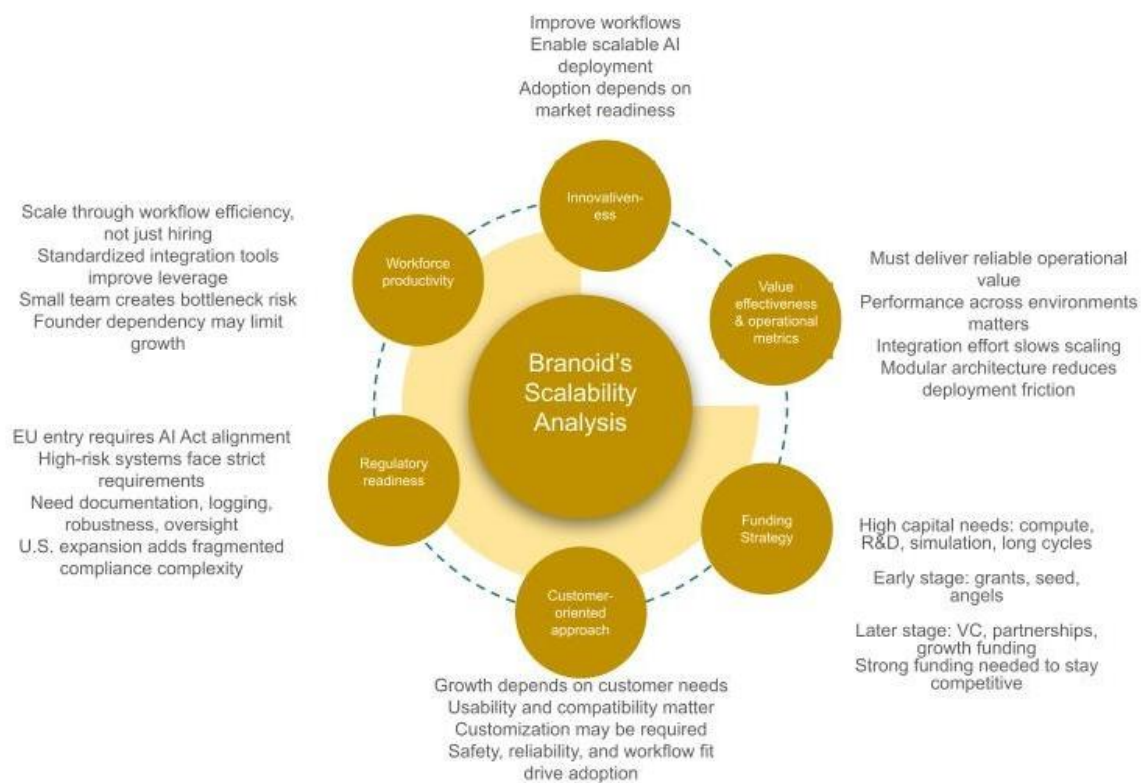 Improve workflows
Enable scalable AI
deployment
Adoption depends on
market readiness
Innovativen-
ess
Scale through workflow efficiency,
not just hiring
Standardized integration tools
improve leverage
Small team creates bottleneck risk
Founder dependency may limit
growth
Workforce
productivity
Value
effectiveness
& operational
metrics
Must deliver reliable operational
value
Performance across environments
matters
Integration effort slows scaling
Modular architecture reduces
deployment friction
Branoid's
Scalability
Analysis
EU entry requires AI Act alignment
High-risk systems face strict
requirements
Need documentation, logging,
robustness, oversight
U.S. expansion adds fragmented
compliance complexity
Regulatory
readiness
Funding
Strategy
High capital needs: compute,
R&D, simulation, long cycles
Early stage: grants, seed,
angels
Later stage: VC, partnerships,
growth funding
Strong funding needed to stay
competitive
Customer-
oriented
approach
Growth depends on customer needs
Usability and compatibility matter
Customization may be required
Safety, reliability, and workflow fit
drive adoption